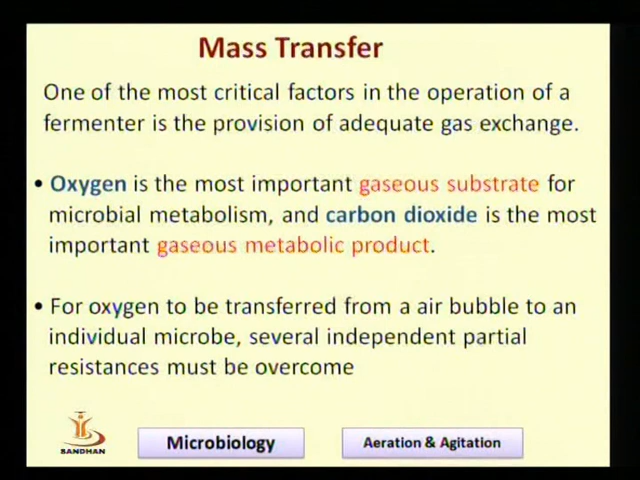 Mass Transfer
One of the most critical factors in the operation of a
fermenter is the provision of adequate gas exchange.
• Oxygen is the most important gaseous substrate for
microbial metabolism, and carbon dioxide is the most
important gaseous metabolic product.
• For oxygen to be transferred from a air bubble to an
individual microbe, several independent partial
resistances must be overcome
SANDHAN
Microbiology
Aeration & Agitation